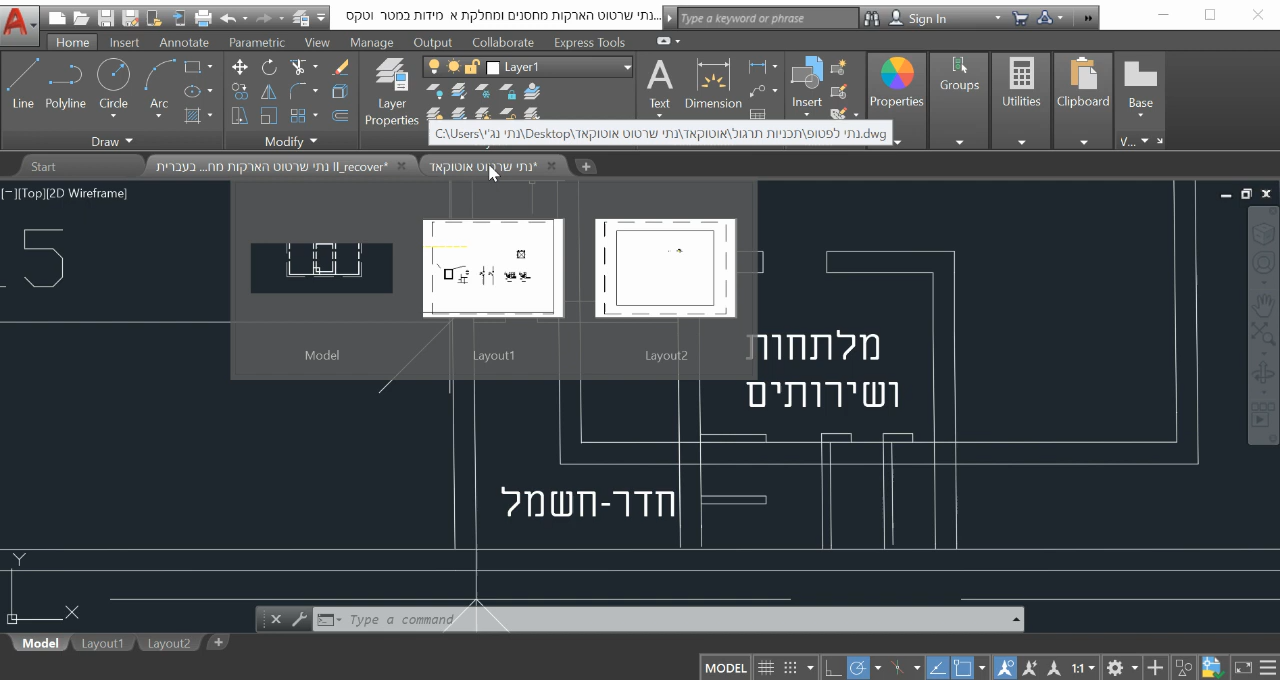 נתי שרטוט הארקות מחסנים ומחלקת א מידות במטר וטקס...
Type a keyword or phrase
Sign In
Home Insert Annotate Parametric View Manage Output Collaborate Express Tools
Line Polyline Circle Arc
Draw
Modify
Layer
Properties
Layer1
Text Dimension
Insert
Properties
Groups
Utilities
Clipboard
Base
V...
C:\Users\נתי נג'י\Desktop\נתי לפטופ\תכניות תרגול\אוטוקאד\נתי שרטוט אוטוקאד.dwg
Start
נתי שרטוט הארקות מח... בעברית II_recover*
נתי שרטוט אוטוקאד*
[−][Top][2D Wireframe]
5
Model Layout1 Layout2
מלתחות
ושירותים
חדר-חשמל
Y
X
Type a command
Model Layout1 Layout2
MODEL 1:1